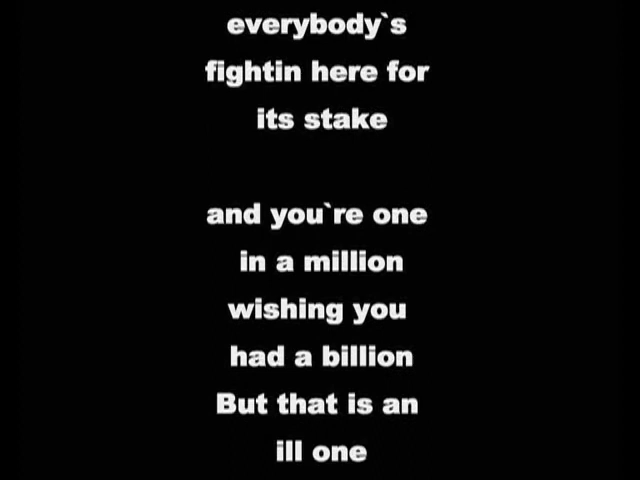 everybody`s
fightin here for
its stake
and you`re one
in a million
wishing you
had a billion
But that is an
ill one